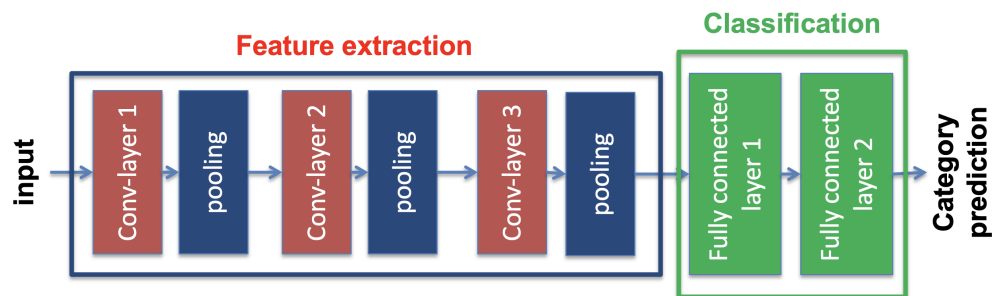 Classification
Feature extraction
input
Conv-layer 1
pooling
Conv-layer 2
pooling
Conv-layer 3
pooling
Fully connected
layer 1
Fully connected
layer 2
Category
prediction